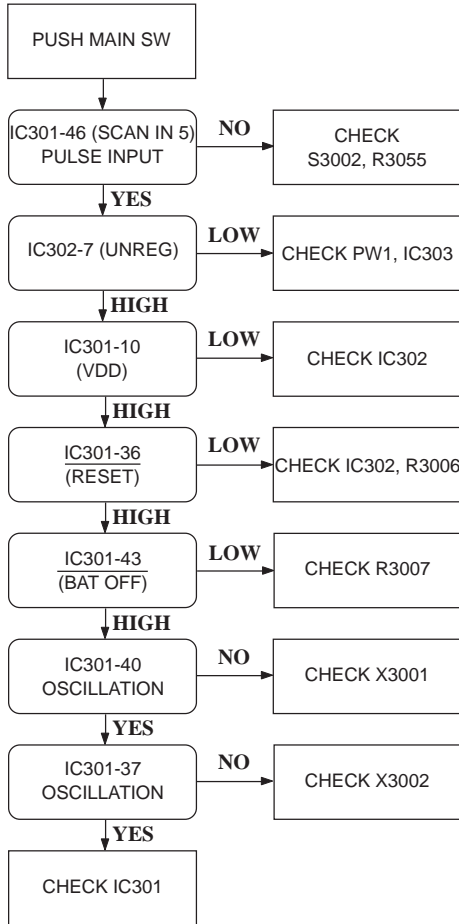 PUSH MAIN SW
IC301-46 (SCAN IN 5)
PULSE INPUT
NO
CHECK
S3002, R3055
YES
IC302-7 (UNREG)
LOW
CHECK PW1, IC303
HIGH
IC301-10
(VDD)
LOW
CHECK IC302
HIGH
IC301-36
(RESET)
LOW
CHECK IC302, R3006
HIGH
IC301-43
(BAT OFF)
LOW
CHECK R3007
HIGH
IC301-40
OSCILLATION
NO
CHECK X3001
YES
IC301-37
OSCILLATION
NO
CHECK X3002
YES
CHECK IC301